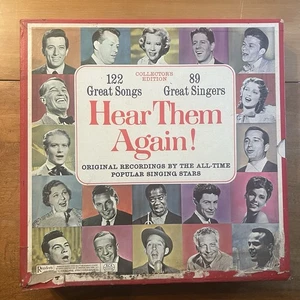 COLLECTORS
EDITION
122
Great Songs
89
Great Singers
Hear Them
Again!
ORIGINAL RECORDINGS BY THE ALL-TIME
POPULAR SINGING STARS